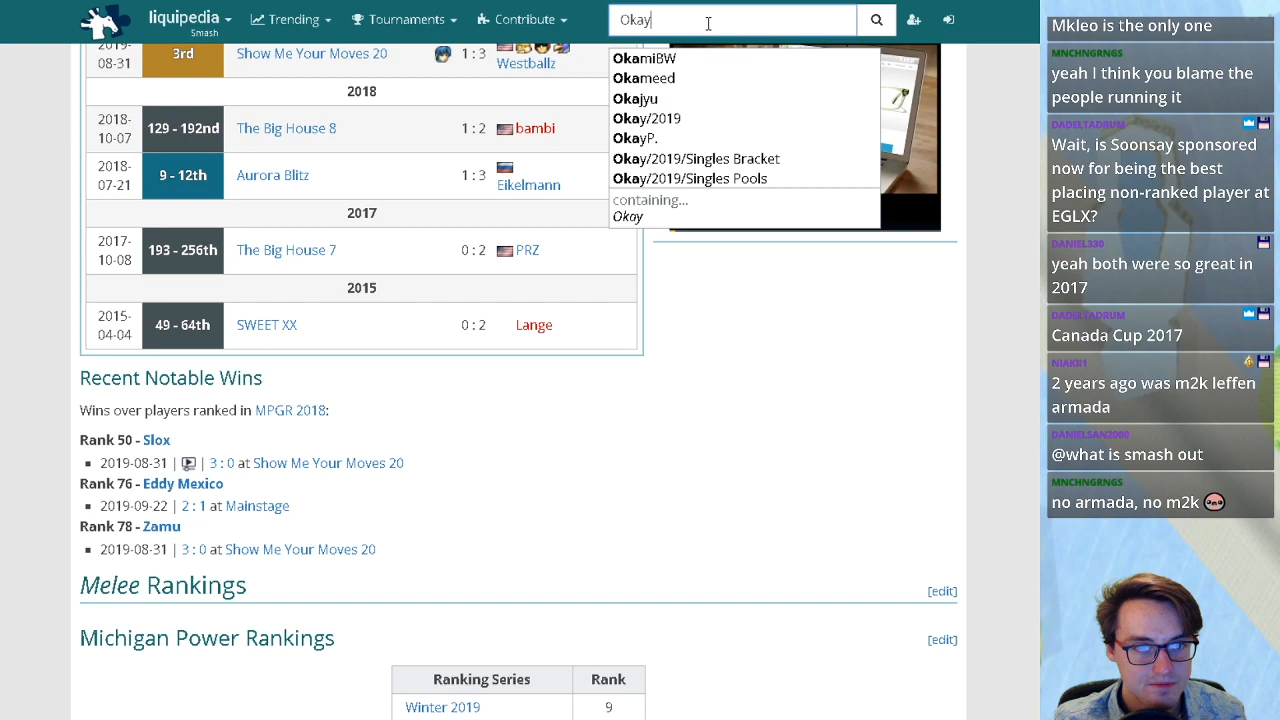 liquipedia
Smash
Trending
Tournaments
Contribute
Okay
2019-
08-31
3rd
Show Me Your Moves 20
1 : 3
Westballz
2018
2018-
10-07
129 - 192nd
The Big House 8
1 : 2
bambi
2018-
07-21
9 - 12th
Aurora Blitz
1 : 3
Eikelmann
2017
2017-
10-08
193 - 256th
The Big House 7
0 : 2
PRZ
2015
2015-
04-04
49 - 64th
SWEET XX
0 : 2
Lange
OkamiBW
Okameed
Okajyu
Okay/2019
OkayP.
Okay/2019/Singles Bracket
Okay/2019/Singles Pools
containing...
Okay
Recent Notable Wins
Wins over players ranked in MPGR 2018:
Rank 50 - Slox
2019-08-31 | | 3 : 0 at Show Me Your Moves 20
Rank 76 - Eddy Mexico
2019-09-22 | 2 : 1 at Mainstage
Rank 78 - Zamu
2019-08-31 | 3 : 0 at Show Me Your Moves 20
Melee Rankings
[edit]
Michigan Power Rankings
[edit]
Ranking Series
Rank
Winter 2019
9
Mkleo is the only one
MNCHNGRNGS
yeah I think you blame the
people running it
DADELTADRUM
Wait, is Soonsay sponsored
now for being the best
placing non-ranked player at
EGLX?
DANIEL330
yeah both were so great in
2017
DADELTADRUM
Canada Cup 2017
NIAKII1
2 years ago was m2k leffen
armada
DANIELSAN2000
@what is smash out
MNCHNGRNGS
no armada, no m2k